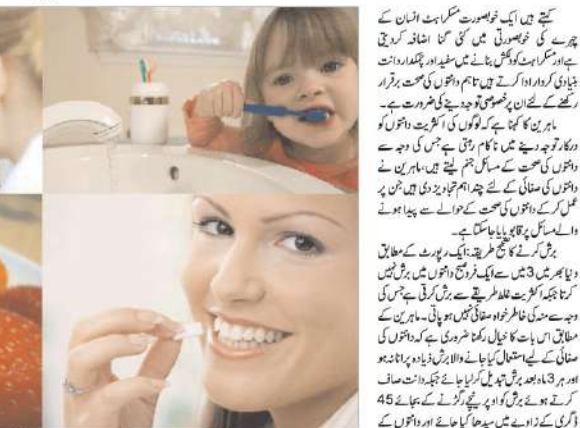 کہتے ہیں ایک خوبصورت مسکراہٹ انسان کے
چہرے کی خوبصورتی میں کئی گنا اضافہ کردیتی
ہے اور مسکراہٹ کو دلکش بنانے میں سفید اور چمکدار دانت
بنیادی کردار ادا کرتے ہیں تاہم دانتوں کی صحت برقرار
رکھنے کے لئے ان پر خصوصی توجہ دینے کی ضرورت ہے۔
ماہرین کا کہنا ہے کہ لوگوں کی اکثریت دانتوں کو
درکار توجہ دینے میں ناکام رہتی ہے جس کی وجہ سے
دانتوں کی صحت کے مسائل جنم لیتے ہیں، ماہرین نے
دانتوں کی صفائی کے لئے چند اہم تجاویز دی ہیں جن پر
عمل کرکے دانتوں کی صحت کے حوالے سے پیدا ہونے
والے مسائل پر قابو پایا جاسکتا ہے۔
برش کرنے کا صحیح طریقہ: ایک رپورٹ کے مطابق
دنیا بھر میں 3 میں سے ایک فرد صبح دانتوں میں برش نہیں
کرتا جبکہ اکثریت غلط طریقے سے برش کرتی ہے جس کی
وجہ سے منہ کی خاطر خواہ صفائی نہیں ہو پاتی۔ ماہرین کے
مطابق اس بات کا خیال رکھنا ضروری ہے کہ دانتوں کی
صفائی کے لیے استعمال کیا جانے والا برش زیادہ پرانا نہ ہو
اور ہر 3 ماہ بعد برش تبدیل کرلیا جائے جبکہ دانت صاف
کرتے ہوئے برش کو اوپر نیچے رگڑنے کے بجائے 45
ڈگری کے زاویے میں سیدھا کیا جائے اور دانتوں کے